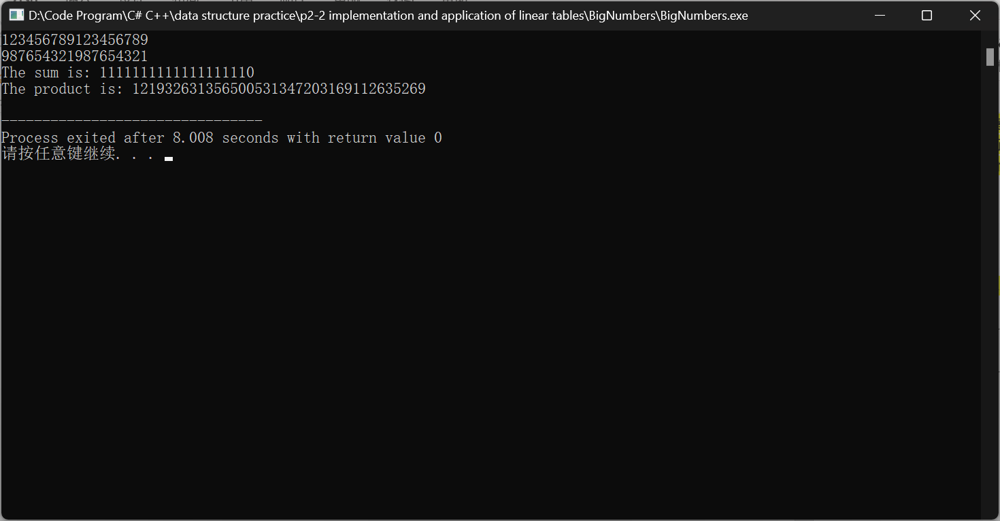 D:\Code Program\C# C++\data structure practice\p2-2 implementation and application of linear tables\BigNumbers\BigNumbers.exe
123456789123456789
987654321987654321
The sum is: 1111111111111111110
The product is: 121932631356500531347203169112635269
--------------------------------
Process exited after 8.008 seconds with return value 0
请按任意键继续. . .